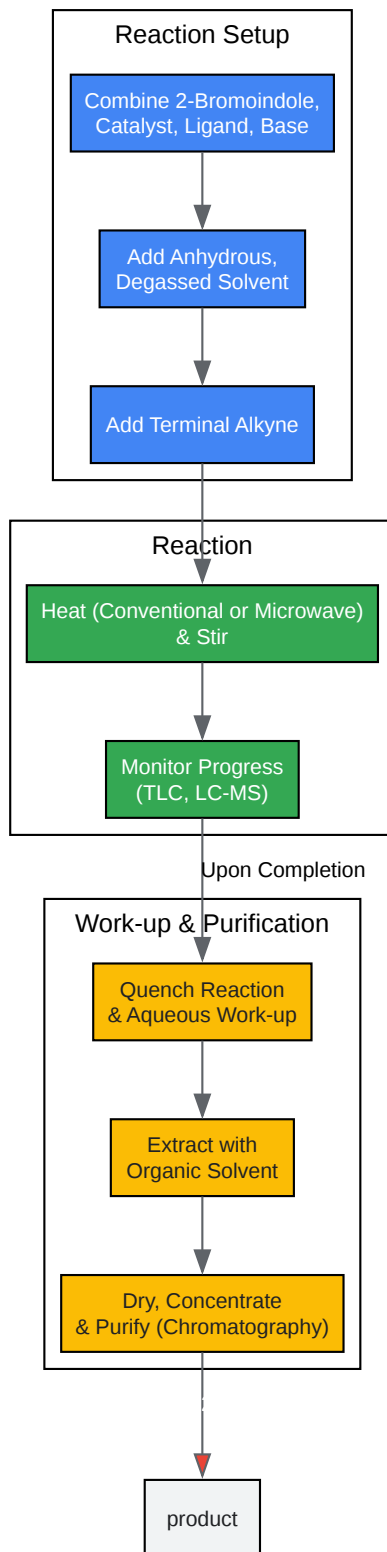 Reaction Setup
Combine 2-Bromoindole,
Catalyst, Ligand, Base
Add Anhydrous,
Degassed Solvent
Add Terminal Alkyne
Reaction
Heat (Conventional or Microwave)
& Stir
Monitor Progress
(TLC, LC-MS)
Upon Completion
Work-up & Purification
Quench Reaction
& Aqueous Work-up
Extract with
Organic Solvent
Dry, Concentrate
& Purify (Chromatography)
product